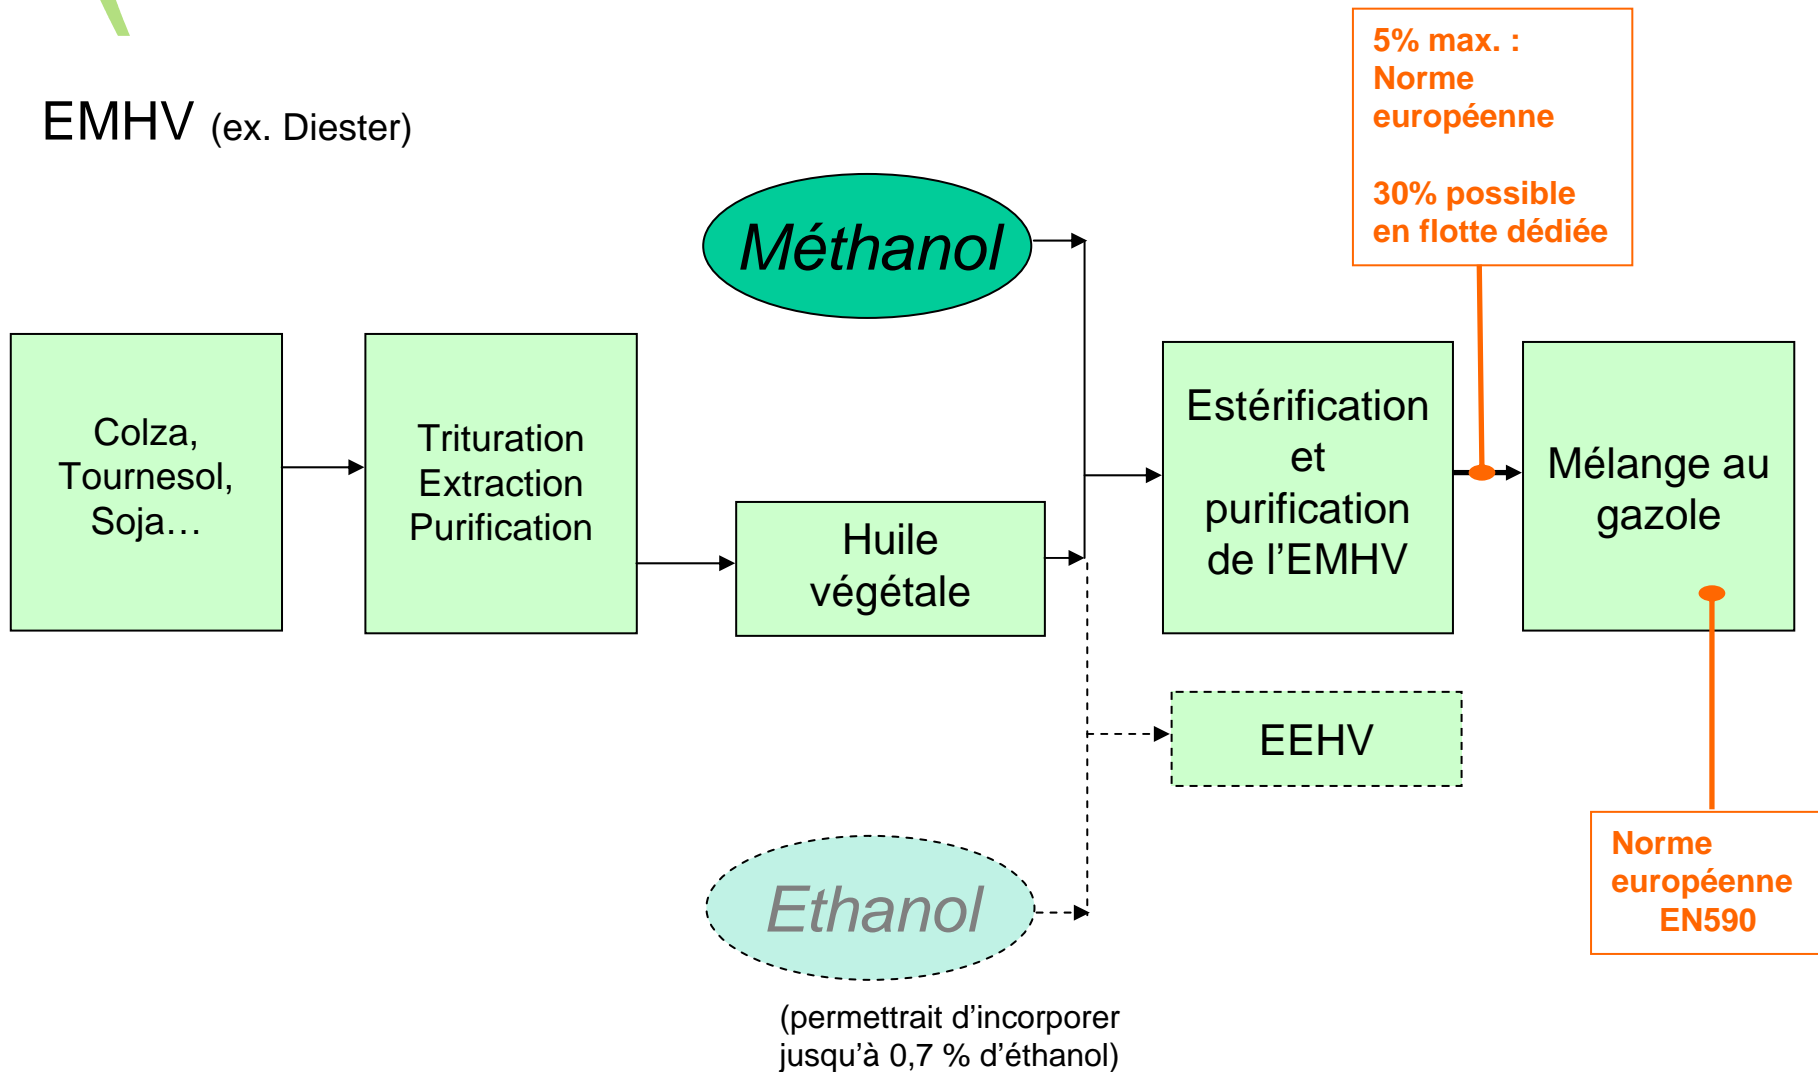 5% max. :
Norme
européenne
30% possible
en flotte dédiée
EMHV (ex. Diester)
Méthanol
Colza,
Tournesol,
Soja…
Trituration
Extraction
Purification
Huile
végétale
Estérification
et
purification
de l’EMHV
Mélange au
gazole
EEHV
Ethanol
(permettrait d’incorporer
jusqu’à 0,7 % d’éthanol)
Norme
européenne
EN590